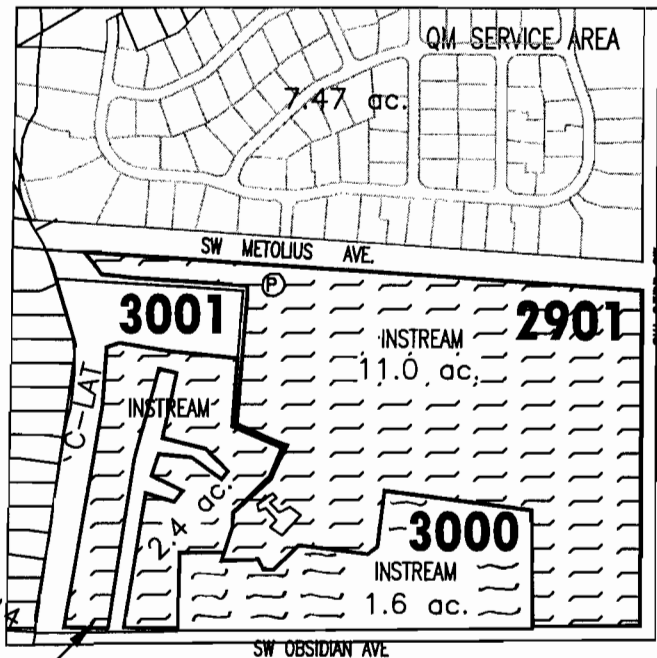 QM SERVICE AREA
7.47 ac.
SW METOLIUS AVE.
P
3001
2901
INSTREAM
11.0 ac.
C-LAT
INSTREAM
2.4 ac.
3000
INSTREAM
1.6 ac.
SW OBSIDIAN AVE